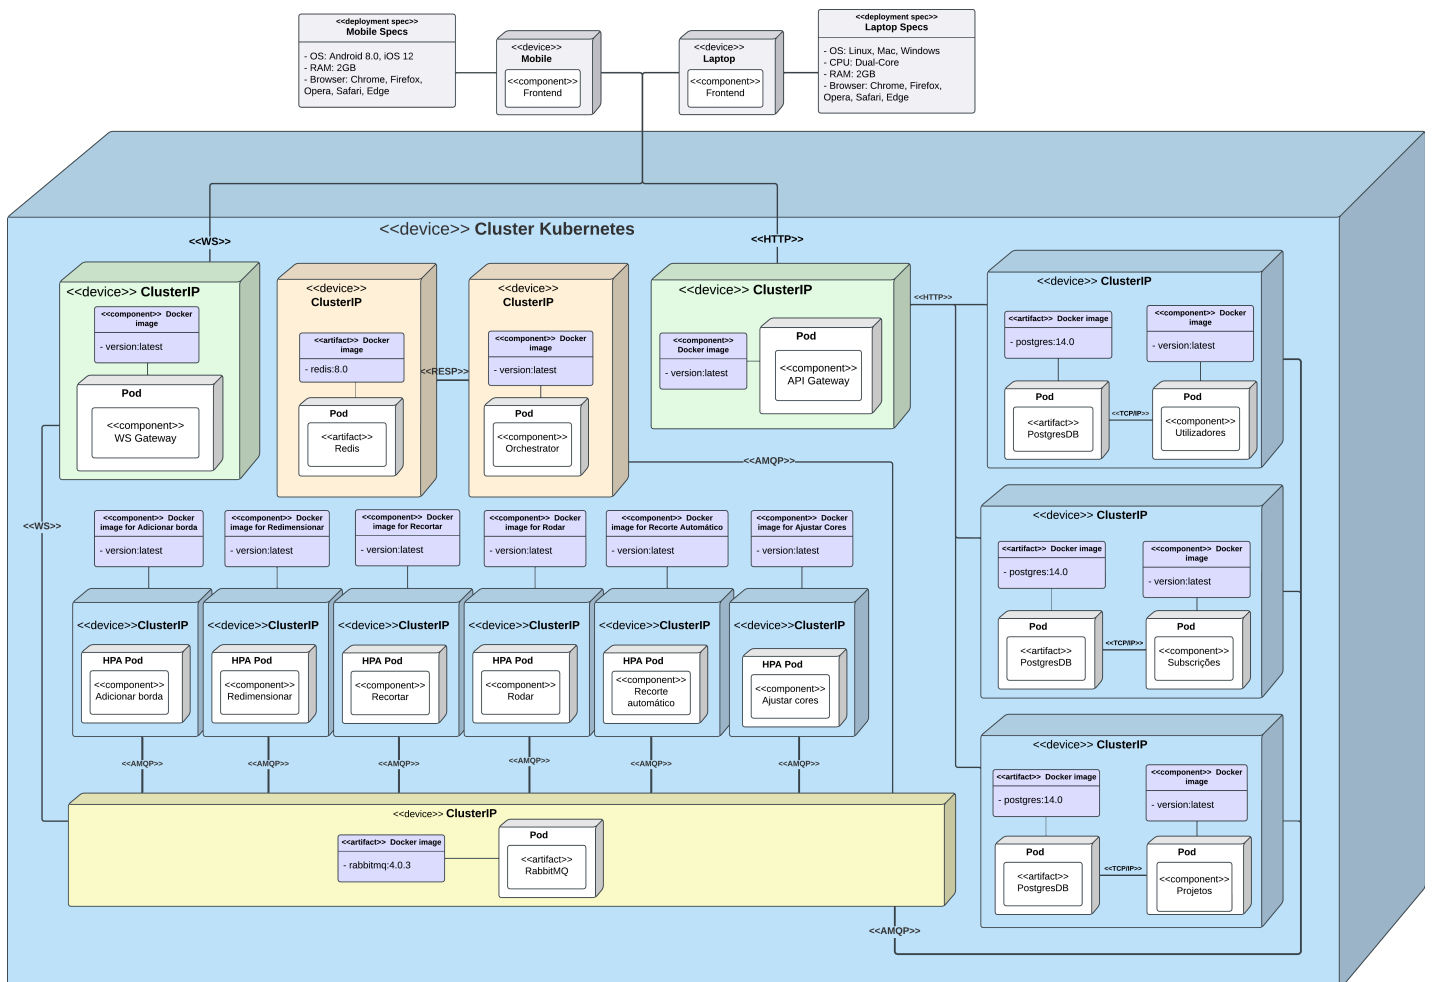 <<deployment spec>>
Mobile Specs
- OS: Android 8.0, iOS 12
- RAM: 2GB
- Browser: Chrome, Firefox,
Opera, Safari, Edge
<<device>>
Mobile
<<component>>
Frontend
<<device>>
Laptop
<<component>>
Frontend
<<deployment spec>>
Laptop Specs
- OS: Linux, Mac, Windows
- CPU: Dual-Core
- RAM: 2GB
- Browser: Chrome, Firefox,
Opera, Safari, Edge
<<device>> Cluster Kubernetes
<<WS>>
<<HTTP>>
<<device>> ClusterIP
<<component>> Docker
image
- version:latest
Pod
<<component>>
WS Gateway
<<device>>
ClusterIP
<<artifact>> Docker
image
- redis:8.0
Pod
<<artifact>>
Redis
<<RESP>>
<<device>>
ClusterIP
<<component>> Docker
image
- version:latest
Pod
<<component>>
Orchestrator
<<device>> ClusterIP
<<component>>
Docker image
- version:latest
Pod
<<component>>
API Gateway
<<HTTP>>
<<device>> ClusterIP
<<artifact>> Docker image
- postgres:14.0
<<component>> Docker
image
- version:latest
Pod
<<artifact>>
PostgresDB
<<TCP/IP>>
Pod
<<component>>
Utilizadores
<<AMQP>>
<<WS>>
<<component>> Docker
image for Adicionar borda
- version:latest
<<component>> Docker
image for Redimensionar
- version:latest
<<component>> Docker
image for Recortar
- version:latest
<<component>> Docker
image for Rodar
- version:latest
<<component>> Docker
image for Recorte Automático
- version:latest
<<component>> Docker
image for Ajustar Cores
- version:latest
<<device>> ClusterIP
<<artifact>> Docker image
- postgres:14.0
<<component>> Docker
image
- version:latest
Pod
<<artifact>>
PostgresDB
<<TCP/IP>>
Pod
<<component>>
Subscrições
<<device>>ClusterIP
HPA Pod
<<component>>
Adicionar borda
<<device>>ClusterIP
HPA Pod
<<component>>
Redimensionar
<<device>>ClusterIP
HPA Pod
<<component>>
Recortar
<<device>>ClusterIP
HPA Pod
<<component>>
Rodar
<<device>>ClusterIP
HPA Pod
<<component>>
Recorte
automático
<<device>>ClusterIP
HPA Pod
<<component>>
Ajustar cores
<<AMQP>>
<<AMQP>>
<<AMQP>>
<<AMQP>>
<<AMQP>>
<<AMQP>>
<<device>> ClusterIP
<<artifact>> Docker image
- postgres:14.0
<<component>> Docker
image
- version:latest
Pod
<<artifact>>
PostgresDB
<<TCP/IP>>
Pod
<<component>>
Projetos
<<device>> ClusterIP
<<artifact>> Docker image
- rabbitmq:4.0.3
Pod
<<artifact>>
RabbitMQ
<<AMQP>>